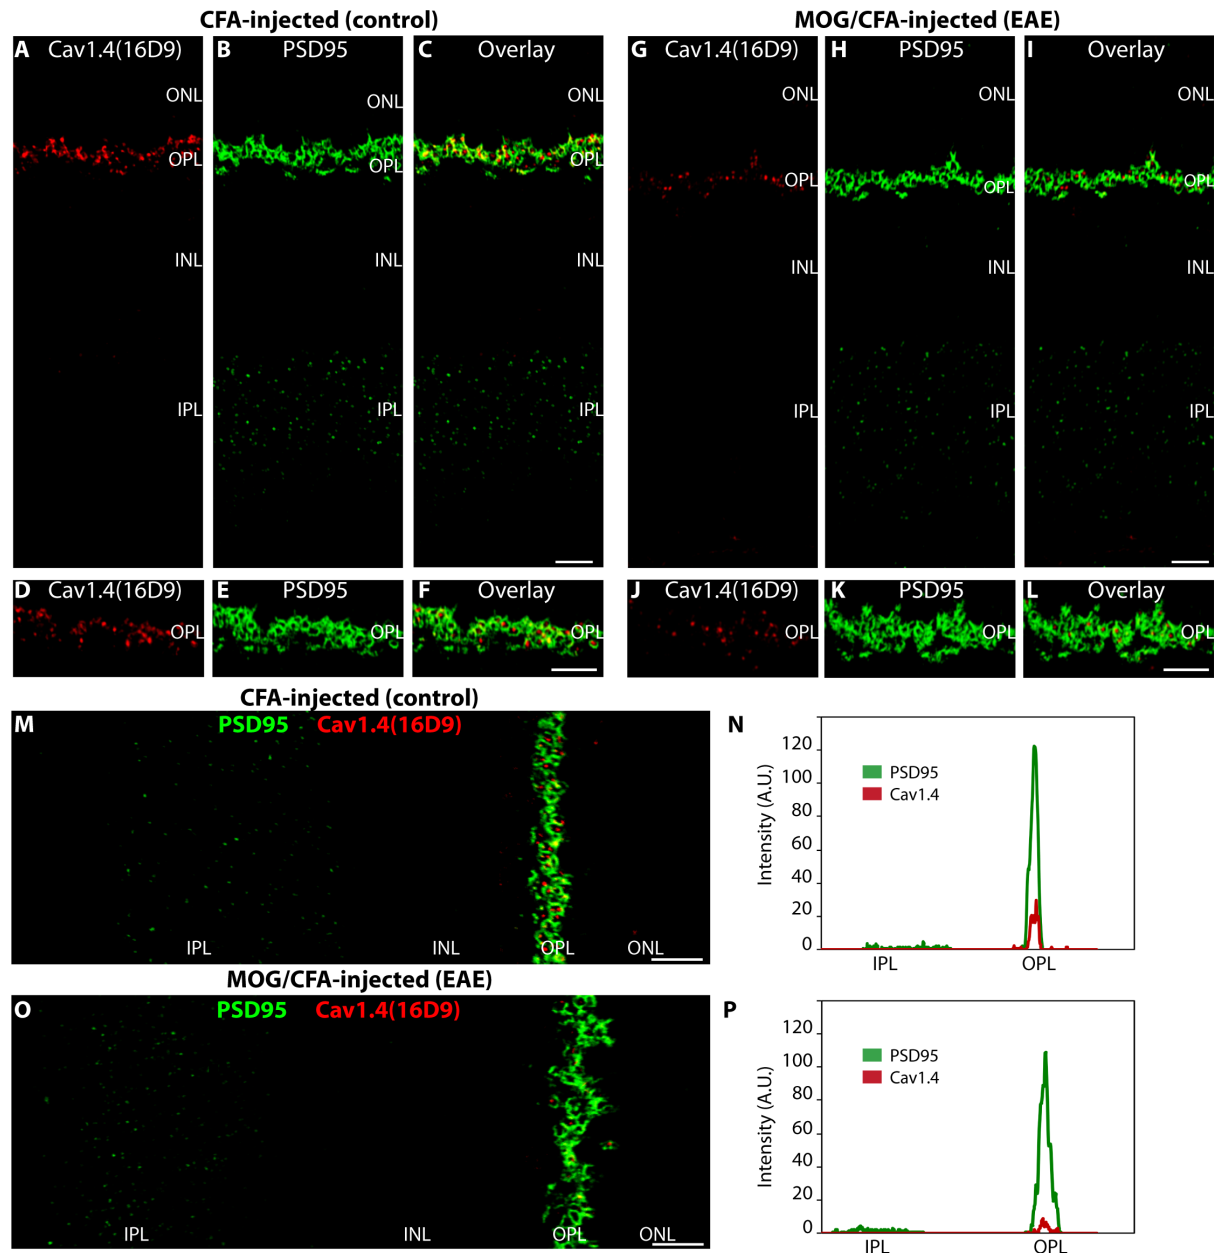 CFA-injected (control)
MOG/CFA-injected (EAE)
A Cav1.4(16D9)
B PSD95
C Overlay
G Cav1.4(16D9)
H PSD95
I Overlay
ONL ONL ONL ONL ONL ONL
OPL OPL OPL OPL OPL OPL
INL INL INL INL INL INL
IPL IPL IPL IPL IPL IPL
D Cav1.4(16D9)
E PSD95
F Overlay
J Cav1.4(16D9)
K PSD95
L Overlay
OPL OPL OPL OPL OPL OPL
CFA-injected (control)
M PSD95 Cav1.4(16D9)
IPL INL OPL ONL
N
Intensity (A.U.)
120
100
80
60
40
20
0
PSD95
Cav1.4
IPL OPL
MOG/CFA-injected (EAE)
O PSD95 Cav1.4(16D9)
IPL INL OPL ONL
P
Intensity (A.U.)
120
100
80
60
40
20
0
PSD95
Cav1.4
IPL OPL